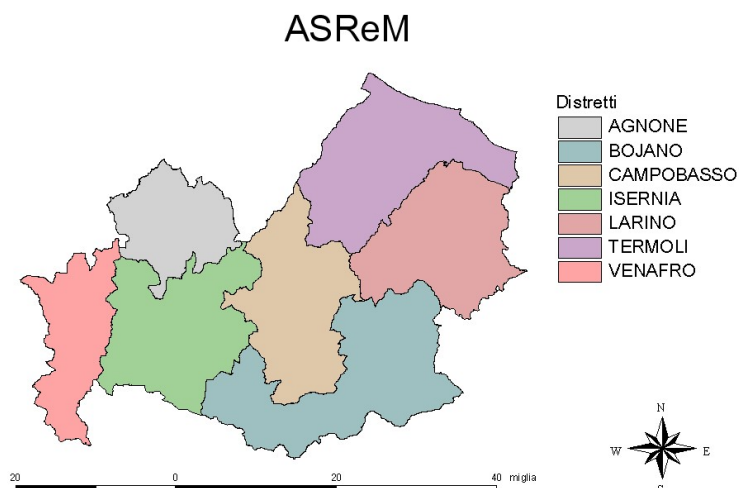 ASReM
Distretti
AGNONE
BOJANO
CAMPOBASSO
ISERNIA
LARINO
TERMOLI
VENAFRO
N
W E
S
20 0 20 40 miglia